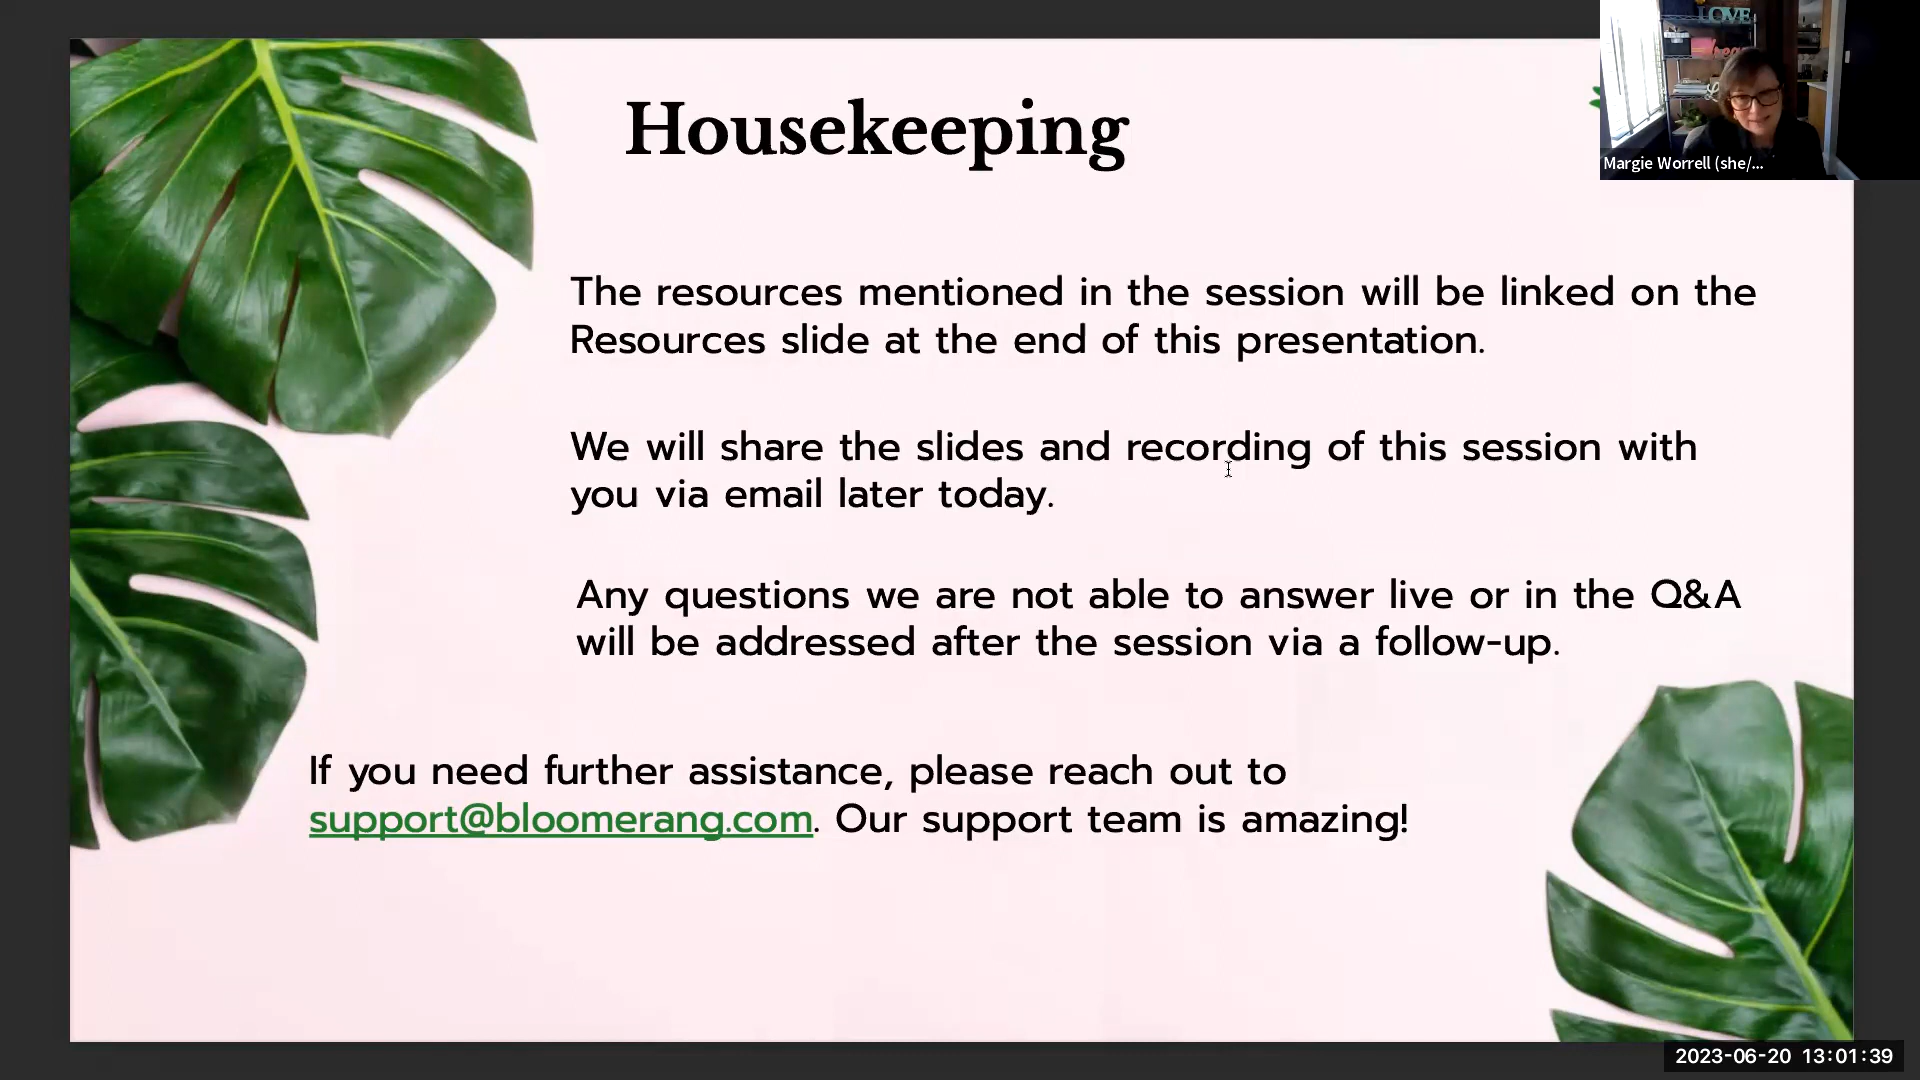 LOVE
Housekeeping
Margie Worrell (she/...
The resources mentioned in the session will be linked on the
Resources slide at the end of this presentation.
We will share the slides and recording of this session with
you via email later today.
Any questions we are not able to answer live or in the Q&A
will be addressed after the session via a follow-up.
If you need further assistance, please reach out to
support@bloomerang.com. Our support team is amazing!
2023-06-20 13:01:39